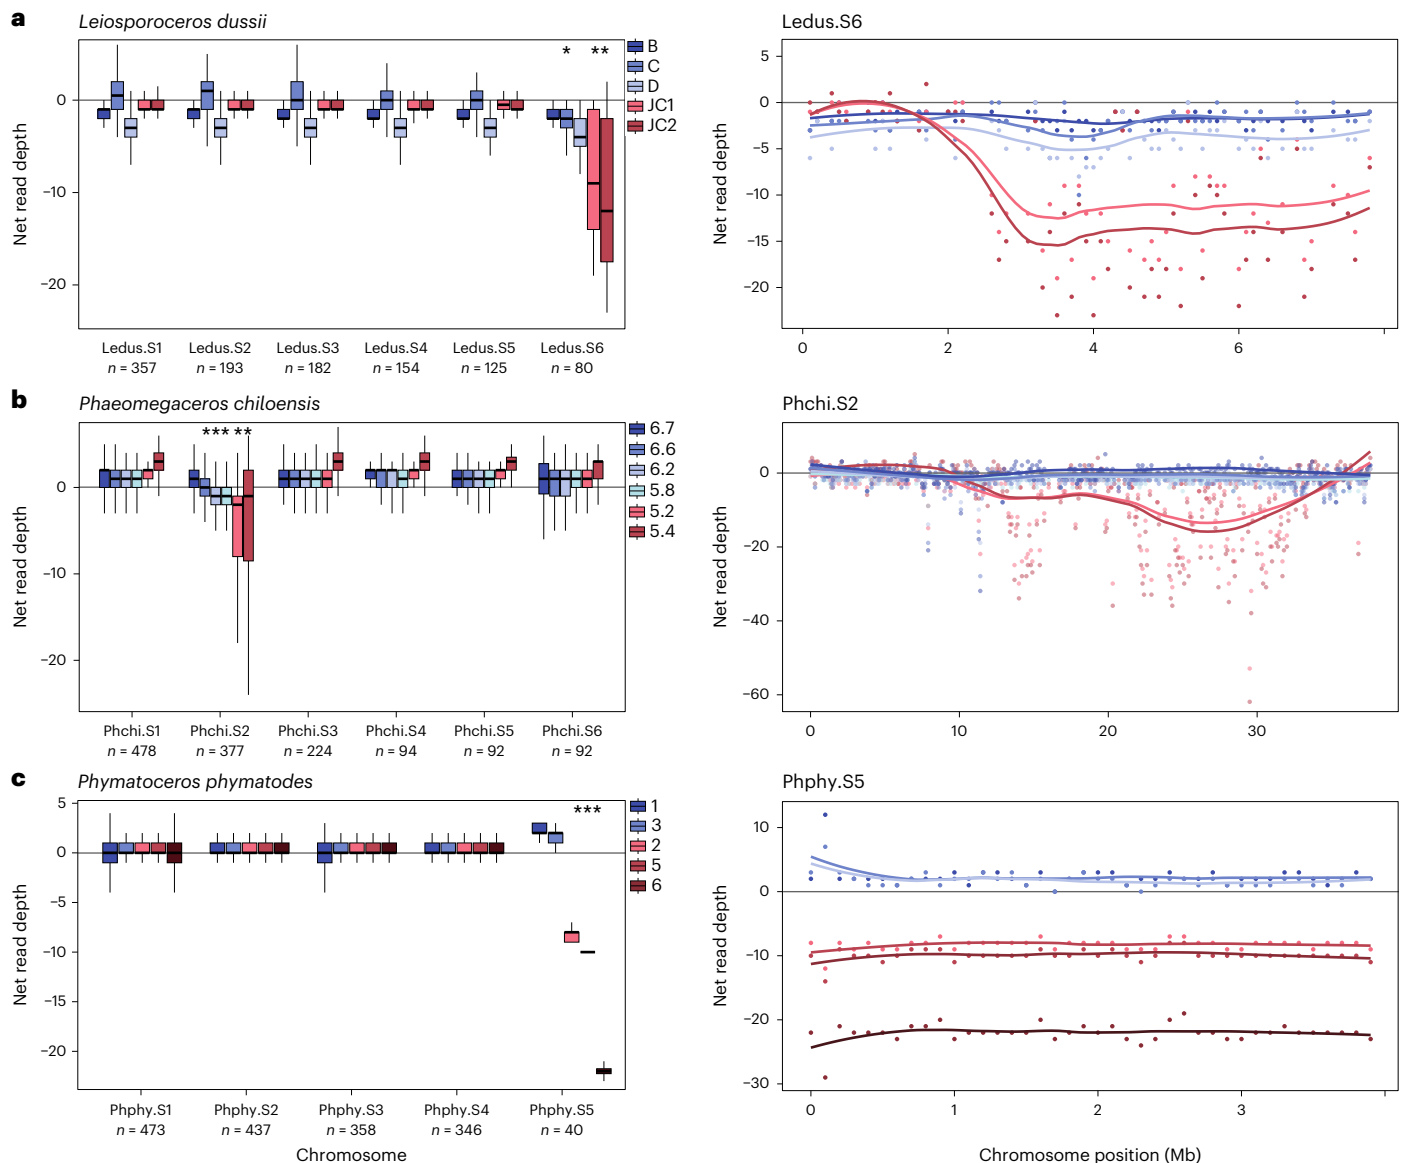 a
Leiosporoceros dussii
Ledus.S6
* **
B
C
D
JC1
JC2
Net read depth
0
−10
−20
Ledus.S1 Ledus.S2 Ledus.S3 Ledus.S4 Ledus.S5 Ledus.S6
n = 357 n = 193 n = 182 n = 154 n = 125 n = 80
Net read depth
5
0
−5
−10
−15
−20
0 2 4 6
b
Phaeomegaceros chiloensis
Phchi.S2
*** **
6.7
6.6
6.2
5.8
5.2
5.4
Net read depth
0
−10
−20
Phchi.S1 Phchi.S2 Phchi.S3 Phchi.S4 Phchi.S5 Phchi.S6
n = 478 n = 377 n = 224 n = 94 n = 92 n = 92
Net read depth
0
−20
−40
−60
0 10 20 30
c
Phymatoceros phymatodes
Phphy.S5
***
1
3
2
5
6
Net read depth
5
0
−5
−10
−15
−20
Phphy.S1 Phphy.S2 Phphy.S3 Phphy.S4 Phphy.S5
n = 473 n = 437 n = 358 n = 346 n = 40
Chromosome
Net read depth
10
0
−10
−20
−30
0 1 2 3
Chromosome position (Mb)